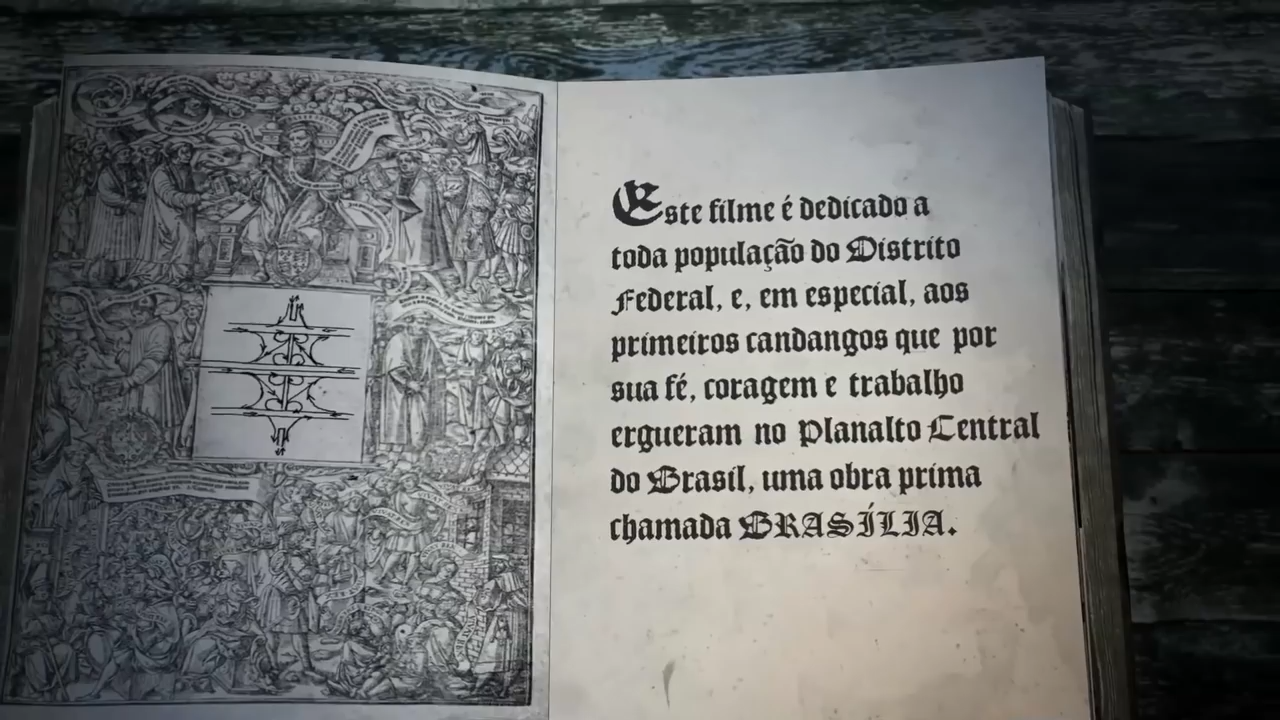 Este filme é dedicado a
toda população do Distrito
Federal, e, em especial, aos
primeiros candangos que por
sua fé, coragem e trabalho
ergueram no Planalto Central
do Brasil, uma obra prima
chamada BRASÍLIA.